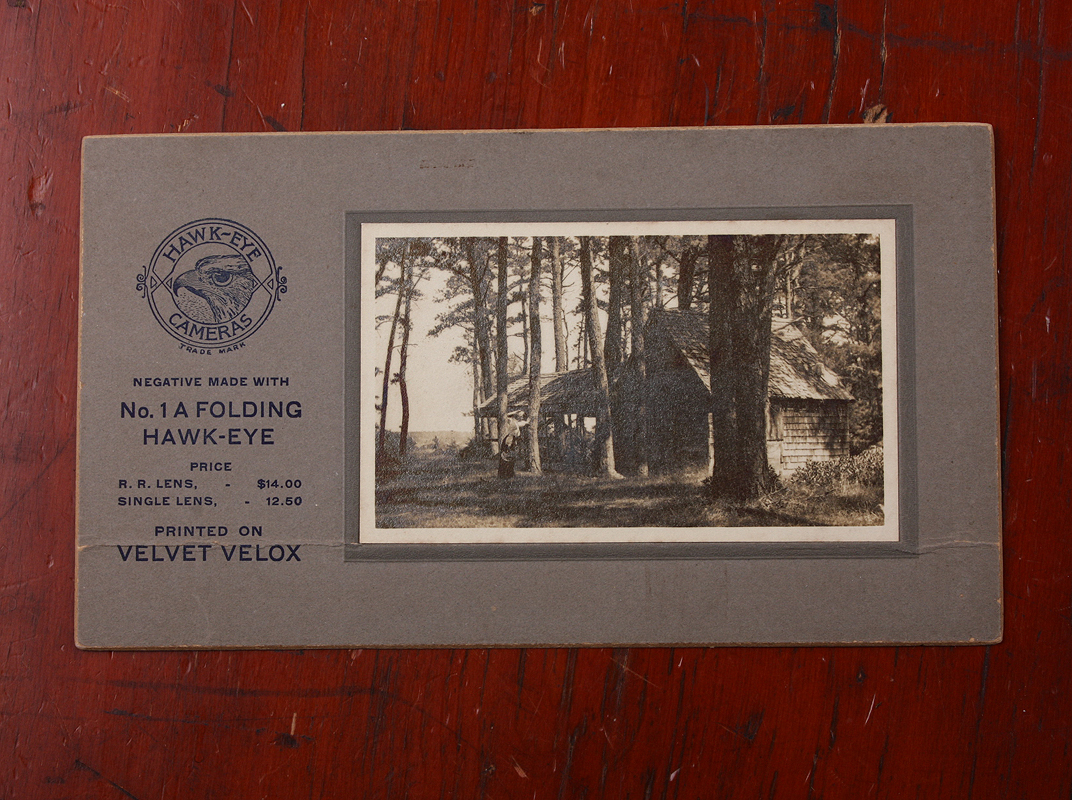 HAWK-EYE
CAMERAS
TRADE MARK
NEGATIVE MADE WITH
No. 1A FOLDING
HAWK-EYE
PRICE
R. R. LENS, - $14.00
SINGLE LENS, - 12.50
PRINTED ON
VELVET VELOX